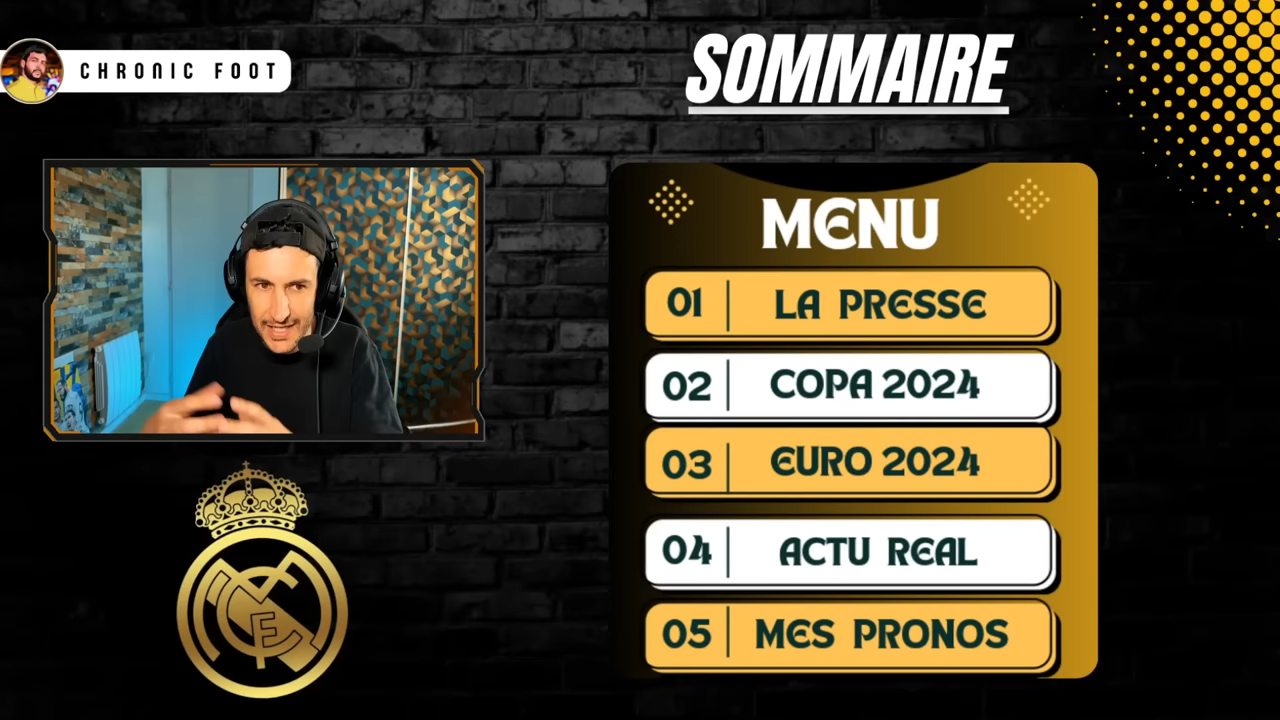 CHRONIC FOOT
SOMMAIRE
MENU
01 LA PRESSE
02 COPA 2024
03 EURO 2024
04 ACTU REAL
05 MES PRONOS